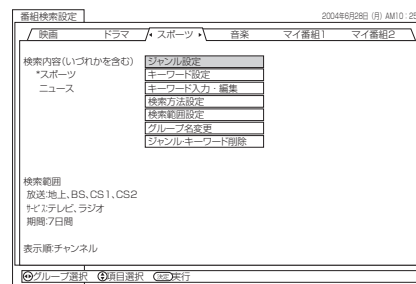 番組検索設定 2004年6月28日 (月) AM10:25
映画 ドラマ スポーツ 音楽 マイ番組1 マイ番組2
検索内容(いづれかを含む)
*スポーツ
ニュース
ジャンル設定
キーワード設定
キーワード入力・編集
検索方法設定
検索範囲設定
グループ名変更
ジャンル・キーワード削除
検索範囲
放送:地上、BS、CS1、CS2
サービス:テレビ、ラジオ
期間:7日間
表示順:チャンネル
グループ選択 項目選択 決定 実行